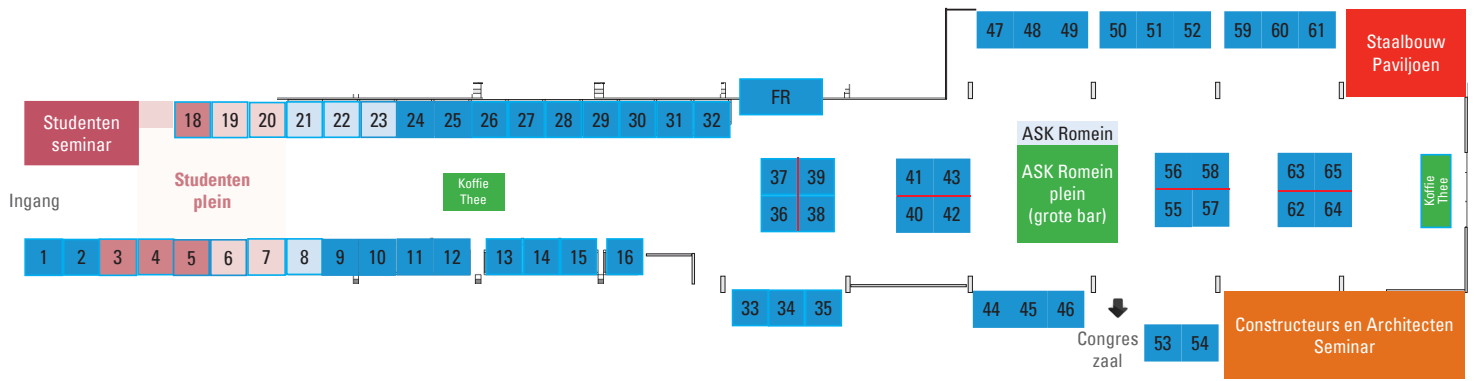 47 48 49 50 51 52 59 60 61
Staalbouw
Paviljoen
FR
Studenten
seminar
18 19 20 21 22 23 24 25 26 27 28 29 30 31 32
ASK Romein
Studenten
plein
Koffie
Thee
37 39
36 38
41 43
40 42
ASK Romein
plein
(grote bar)
56 58
55 57
63 65
62 64
Koffie
Thee
Ingang
1 2 3 4 5 6 7 8 9 10 11 12 13 14 15 16
33 34 35
44 45 46
Congres
zaal
53 54
Constructeurs en Architecten
Seminar